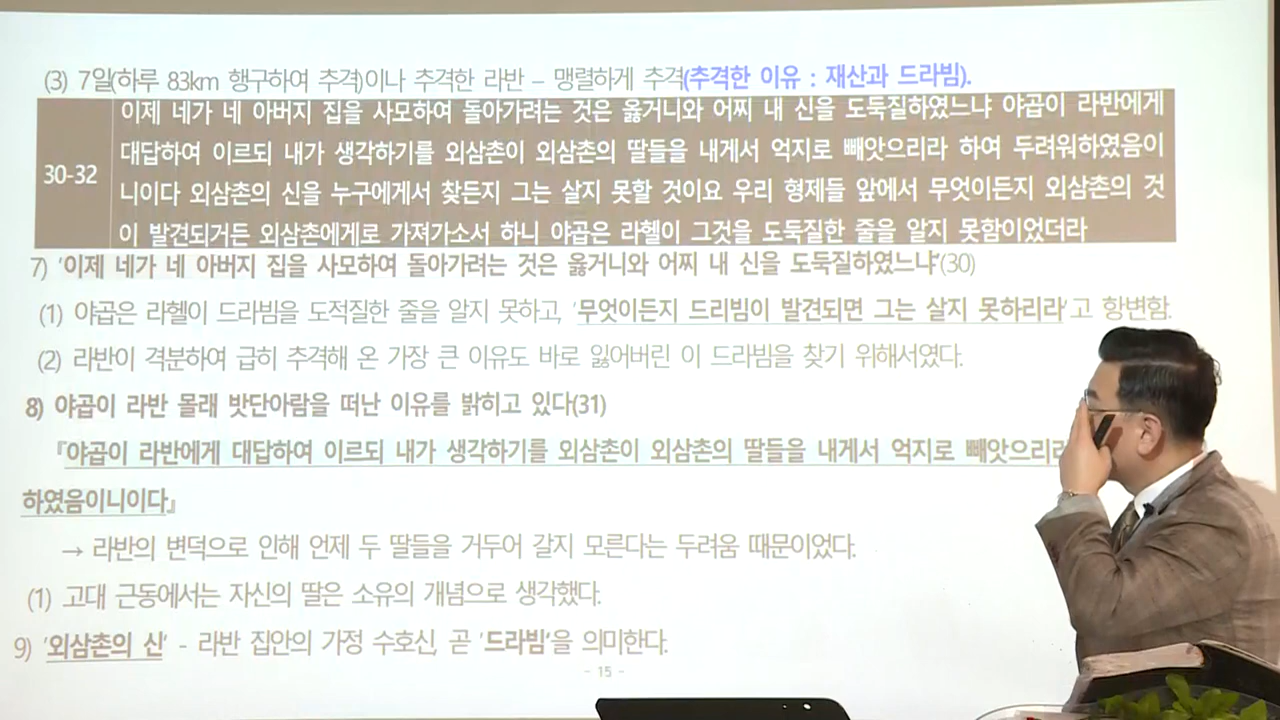 (3) 7일(하루 83km 행군하여 추격)이나 추격한 라반 – 맹렬하게 추격(추격한 이유 : 재산과 드라빔).
이제 네가 네 아버지 집을 사모하여 돌아가려는 것은 옳거니와 어찌 내 신을 도둑질하였느냐 야곱이 라반에게
대답하여 이르되 내가 생각하기를 외삼촌이 외삼촌의 딸들을 내게서 억지로 빼앗으리라 하여 두려워하였음이
30-32
니이다 외삼촌의 신을 누구에게서 찾든지 그는 살지 못할 것이요 우리 형제들 앞에서 무엇이든지 외삼촌의 것
이 발견되거든 외삼촌에게로 가져가소서 하니 야곱은 라헬이 그것을 도둑질한 줄을 알지 못함이었더라
7) '이제 네가 네 아버지 집을 사모하여 돌아가려는 것은 옳거니와 어찌 내 신을 도둑질하였느냐'(30)
(1) 야곱은 라헬이 드라빔을 도적질한 줄을 알지 못하고, '무엇이든지 드리빔이 발견되면 그는 살지 못하리라'고 항변함.
(2) 라반이 격분하여 급히 추격해 온 가장 큰 이유도 바로 잃어버린 이 드라빔을 찾기 위해서였다.
8) 야곱이 라반 몰래 밧단아람을 떠난 이유를 밝히고 있다(31)
『야곱이 라반에게 대답하여 이르되 내가 생각하기를 외삼촌이 외삼촌의 딸들을 내게서 억지로 빼앗으리라
하였음이니이다』
→ 라반의 변덕으로 인해 언제 두 딸들을 거두어 갈지 모른다는 두려움 때문이었다.
(1) 고대 근동에서는 자신의 딸은 소유의 개념으로 생각했다.
9) '외삼촌의 신' - 라반 집안의 가정 수호신, 곧 '드라빔'을 의미한다.
- 15 -